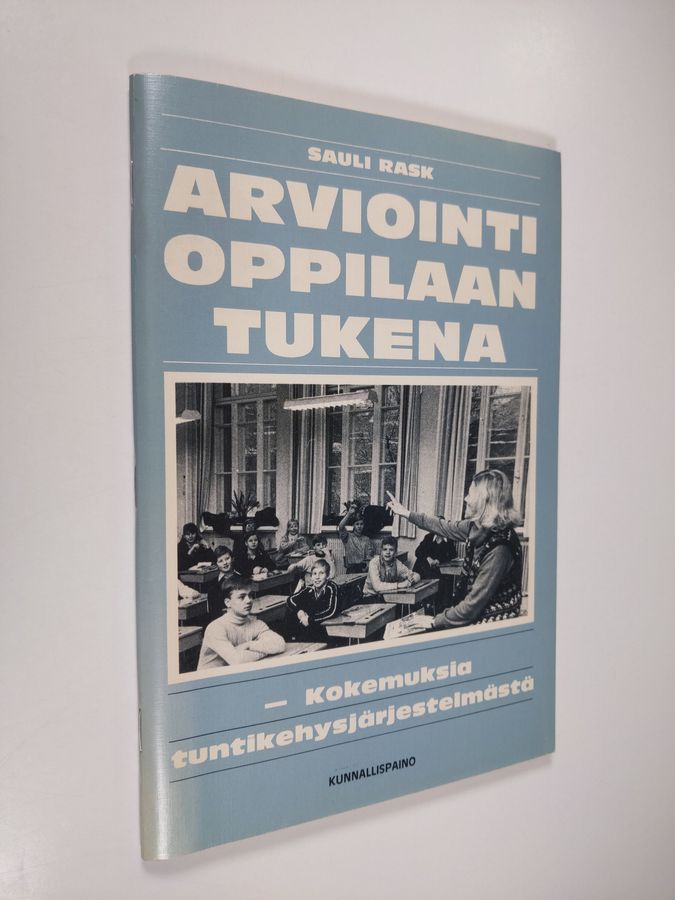 SAULI RASK
ARVIOINTI
OPPILAAN
TUKENA
– Kokemuksia
tuntikehysjärjestelmästä
KUNNALLISPAINO